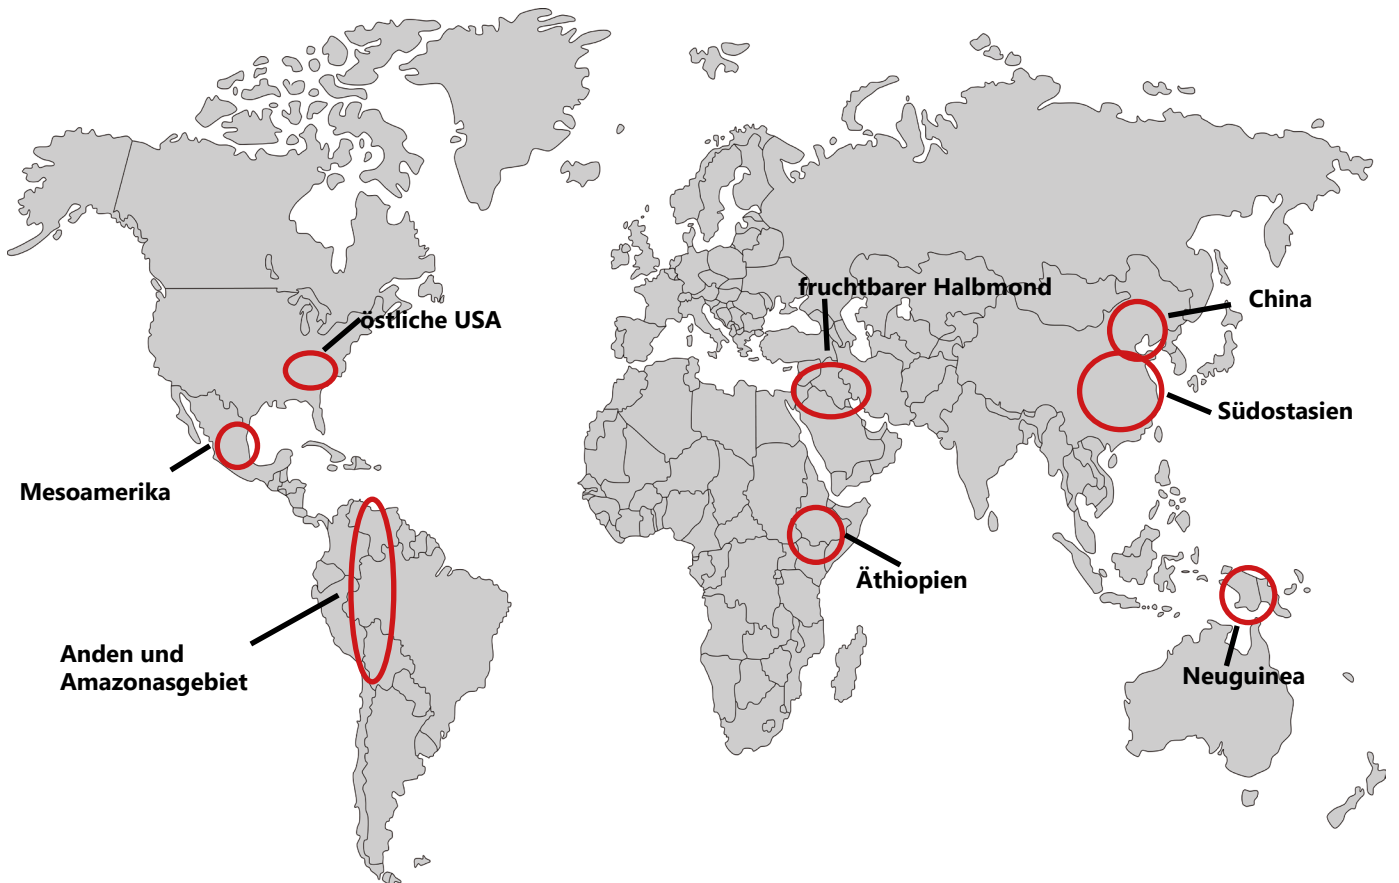 fruchtbarer Halbmond
China
östliche USA
Südostasien
Mesoamerika
Äthiopien
Anden und
Amazonasgebiet
Neuguinea